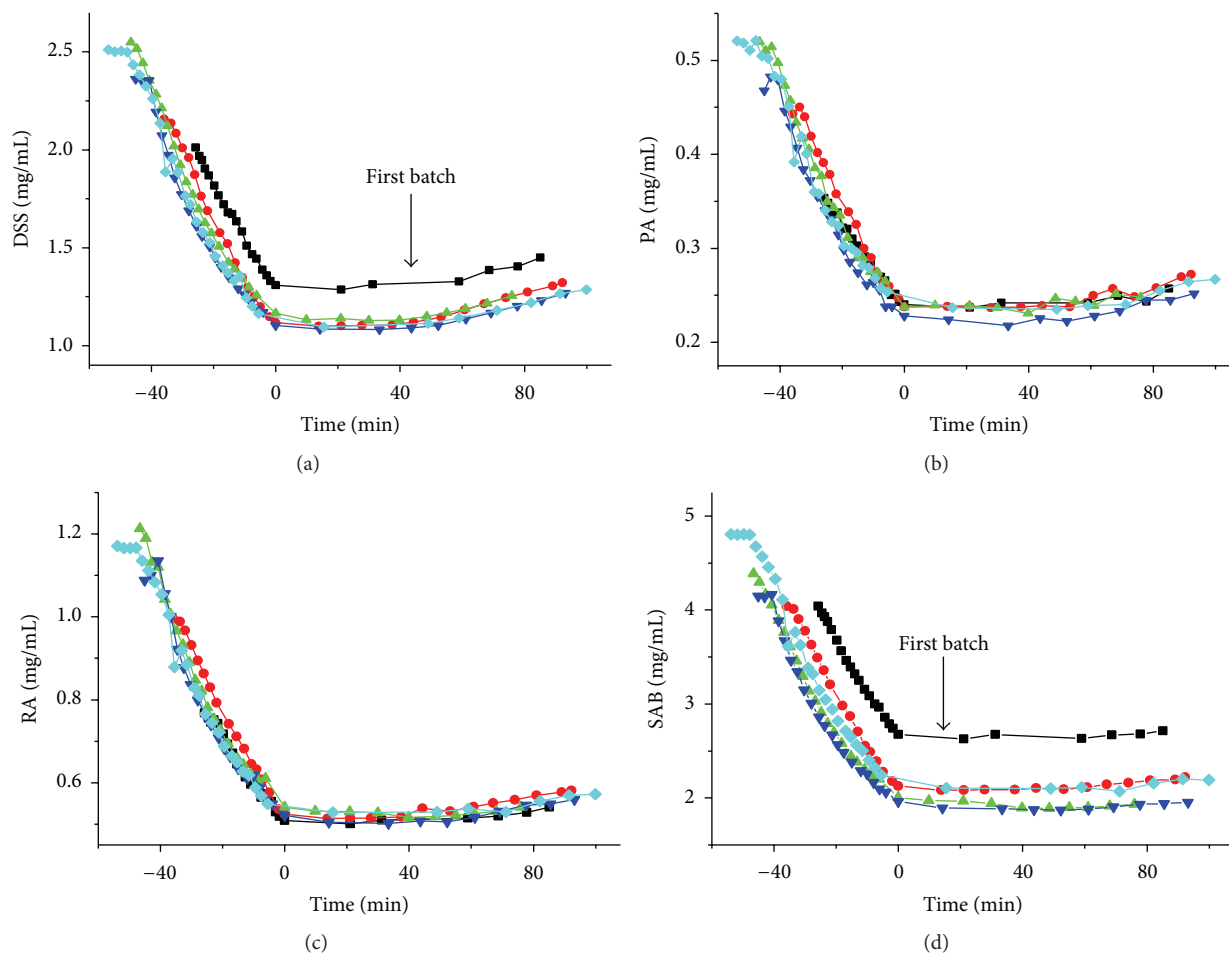 2.5
2.0
1.5
1.0
DSS (mg/mL)
First batch
−40
0
40
80
Time (min)
(a)
0.5
0.4
0.3
0.2
PA (mg/mL)
−40
0
40
80
Time (min)
(b)
1.2
1.0
0.8
0.6
RA (mg/mL)
−40
0
40
80
Time (min)
(c)
5
4
3
2
SAB (mg/mL)
First batch
−40
0
40
80
Time (min)
(d)